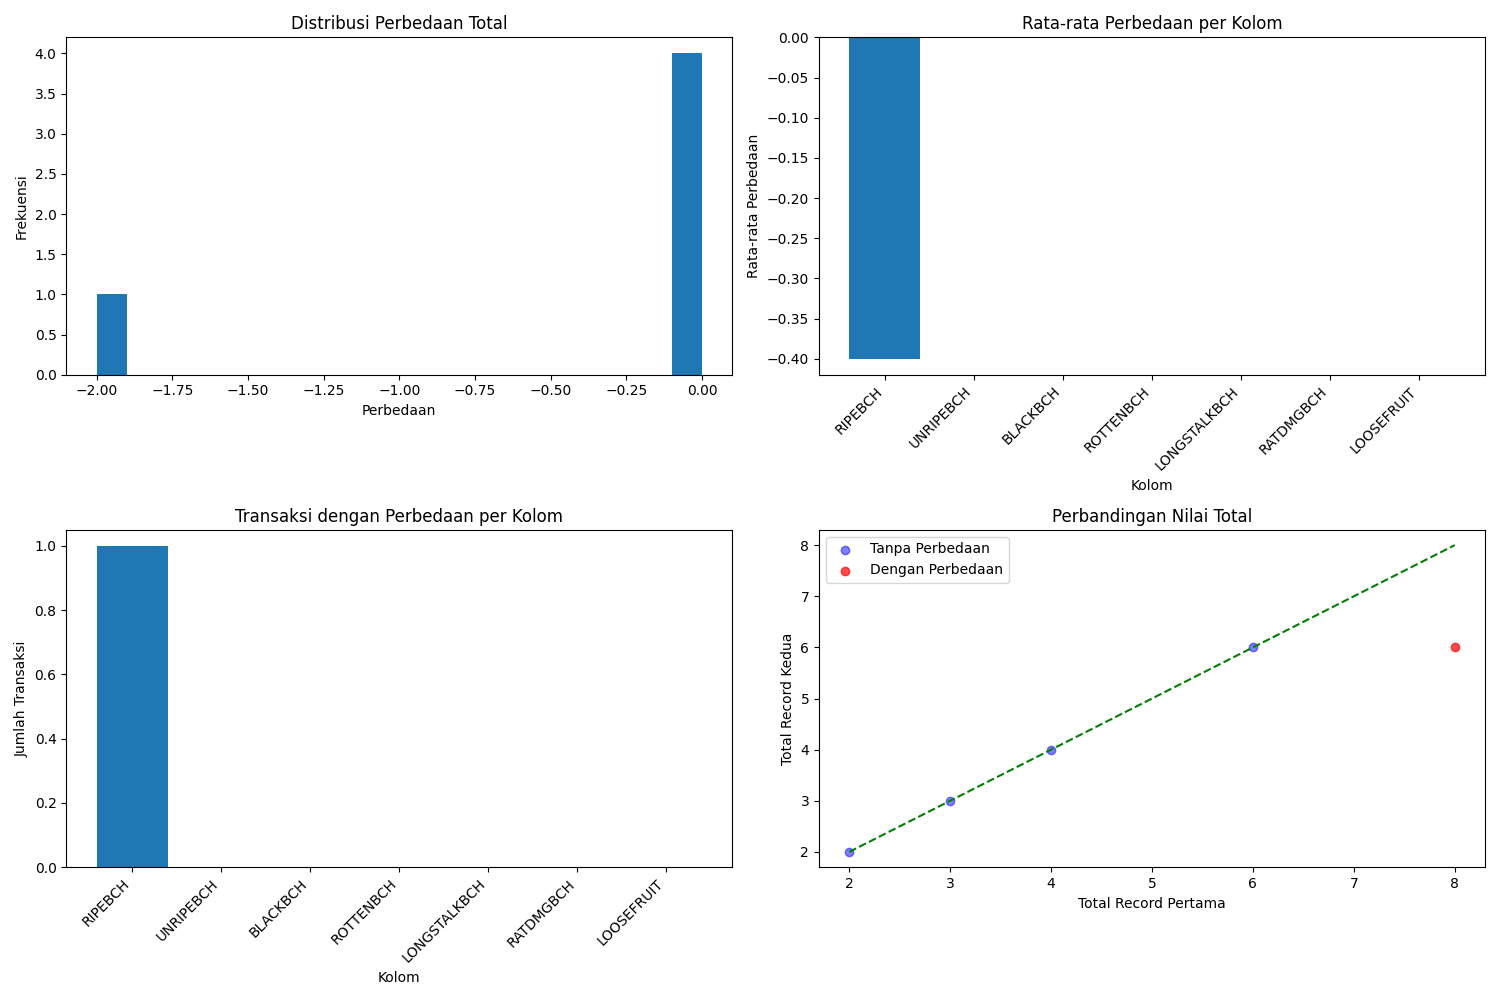 Distribusi Perbedaan Total
4.0
3.5
3.0
2.5
2.0
1.5
1.0
0.5
0.0
Frekuensi
−2.00 −1.75 −1.50 −1.25 −1.00 −0.75 −0.50 −0.25 0.00
Perbedaan
Rata-rata Perbedaan per Kolom
0.00
−0.05
−0.10
−0.15
−0.20
−0.25
−0.30
−0.35
−0.40
Rata-rata Perbedaan
RIPEBCH
UNRIPEBCH
BLACKBCH
ROTTENBCH
LONGSTALKBCH
RATDMGBCH
LOOSEFRUIT
Kolom
Transaksi dengan Perbedaan per Kolom
1.0
0.8
0.6
0.4
0.2
0.0
Jumlah Transaksi
RIPEBCH
UNRIPEBCH
BLACKBCH
ROTTENBCH
LONGSTALKBCH
RATDMGBCH
LOOSEFRUIT
Kolom
Perbandingan Nilai Total
Tanpa Perbedaan
Dengan Perbedaan
8
7
6
5
4
3
2
Total Record Kedua
2 3 4 5 6 7 8
Total Record Pertama